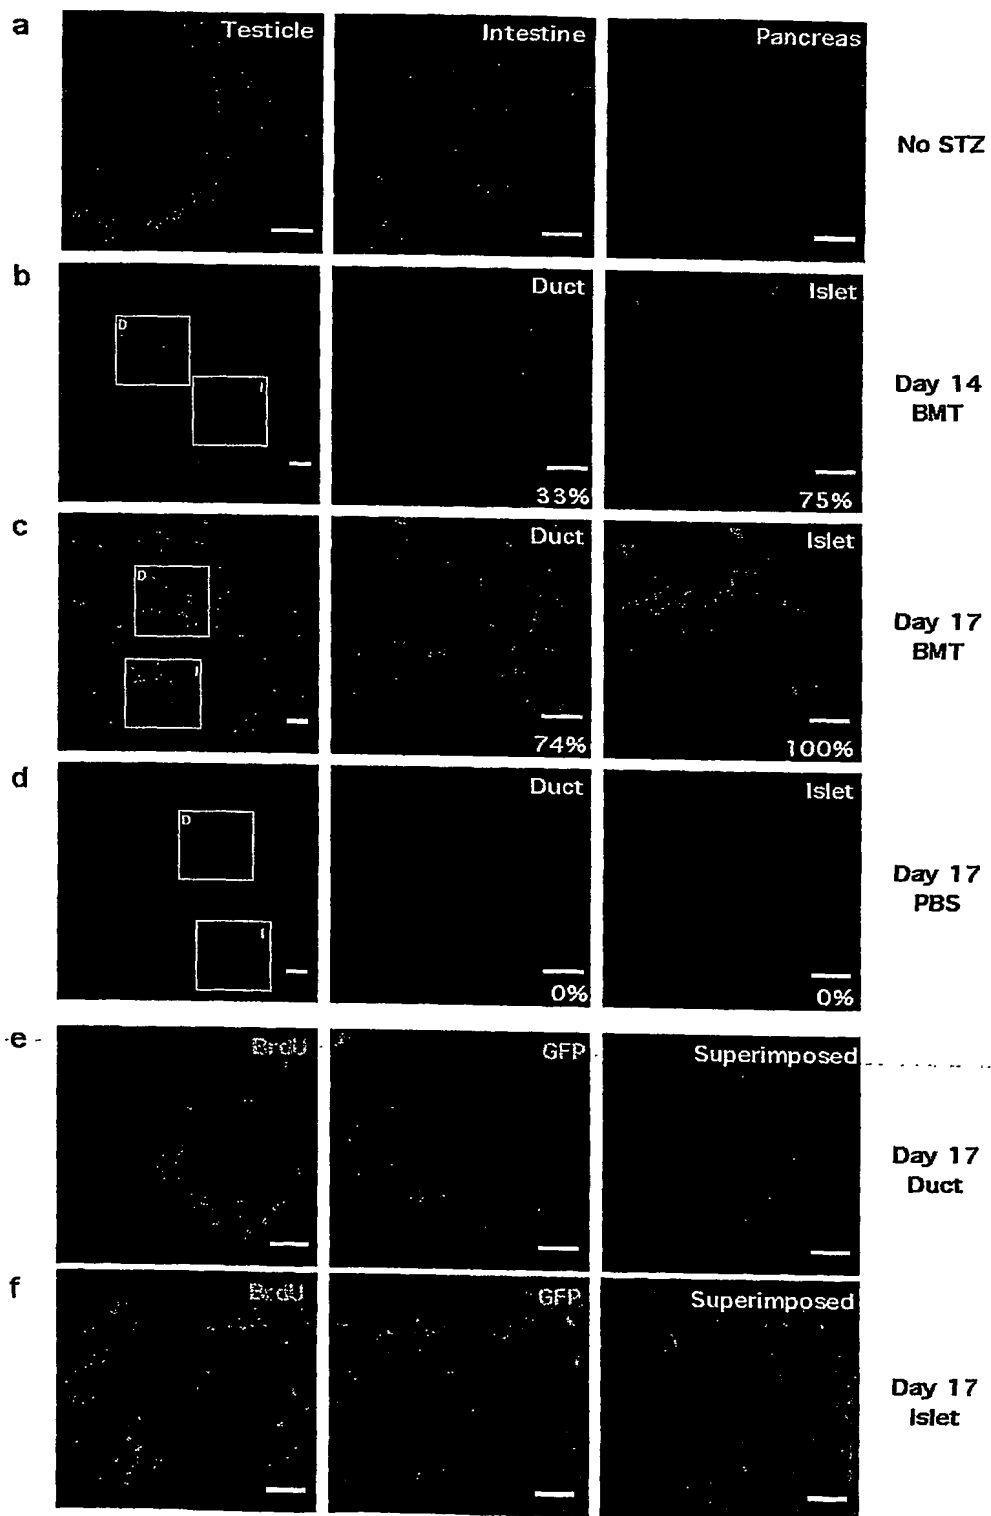 a
Testicle
Intestine
Pancreas
No STZ
b
D
I
Duct
33%
Islet
75%
Day 14
BMT
c
D
I
Duct
74%
Islet
100%
Day 17
BMT
d
D
I
Duct
0%
Islet
0%
Day 17
PBS
e
BrdU
GFP
Superimposed
Day 17
Duct
f
BrdU
GFP
Superimposed
Day 17
Islet